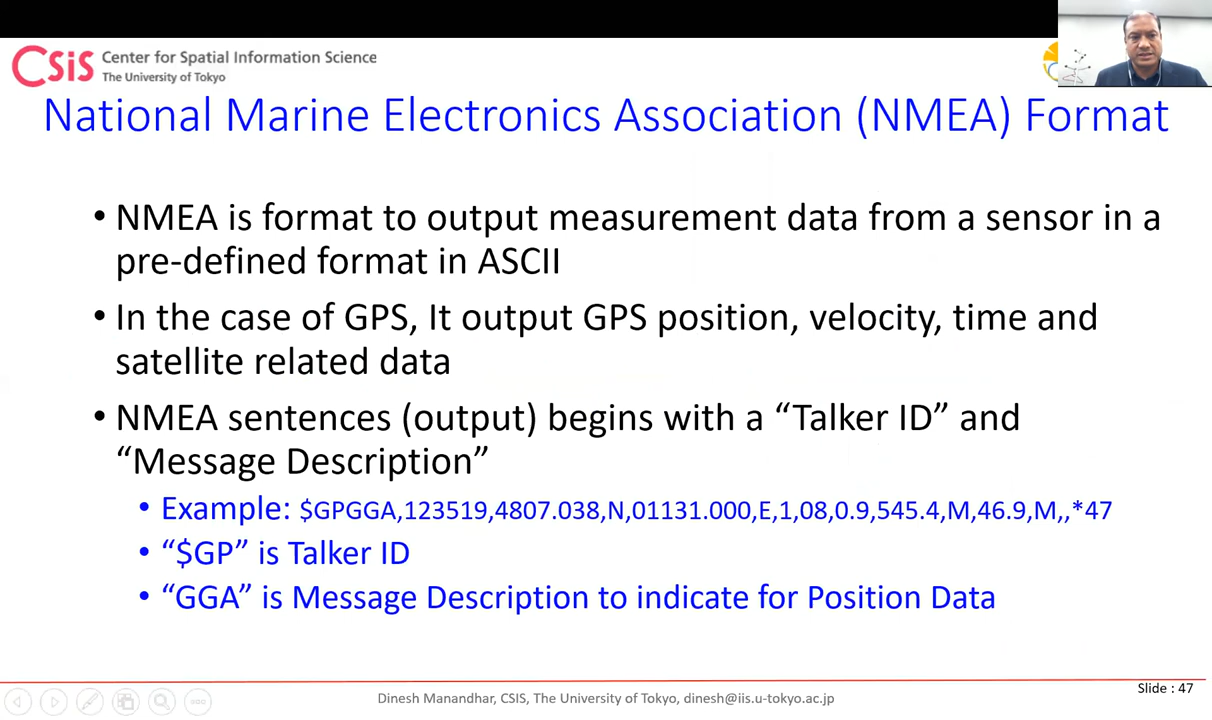 CSiS Center for Spatial Information Science
The University of Tokyo
National Marine Electronics Association (NMEA) Format
• NMEA is format to output measurement data from a sensor in a
pre-defined format in ASCII
• In the case of GPS, It output GPS position, velocity, time and
satellite related data
• NMEA sentences (output) begins with a “Talker ID” and
“Message Description”
• Example: $GPGGA,123519,4807.038,N,01131.000,E,1,08,0.9,545.4,M,46.9,M,,*47
• “$GP” is Talker ID
• “GGA” is Message Description to indicate for Position Data
Dinesh Manandhar, CSIS, The University of Tokyo, dinesh@iis.u-tokyo.ac.jp
Slide : 47